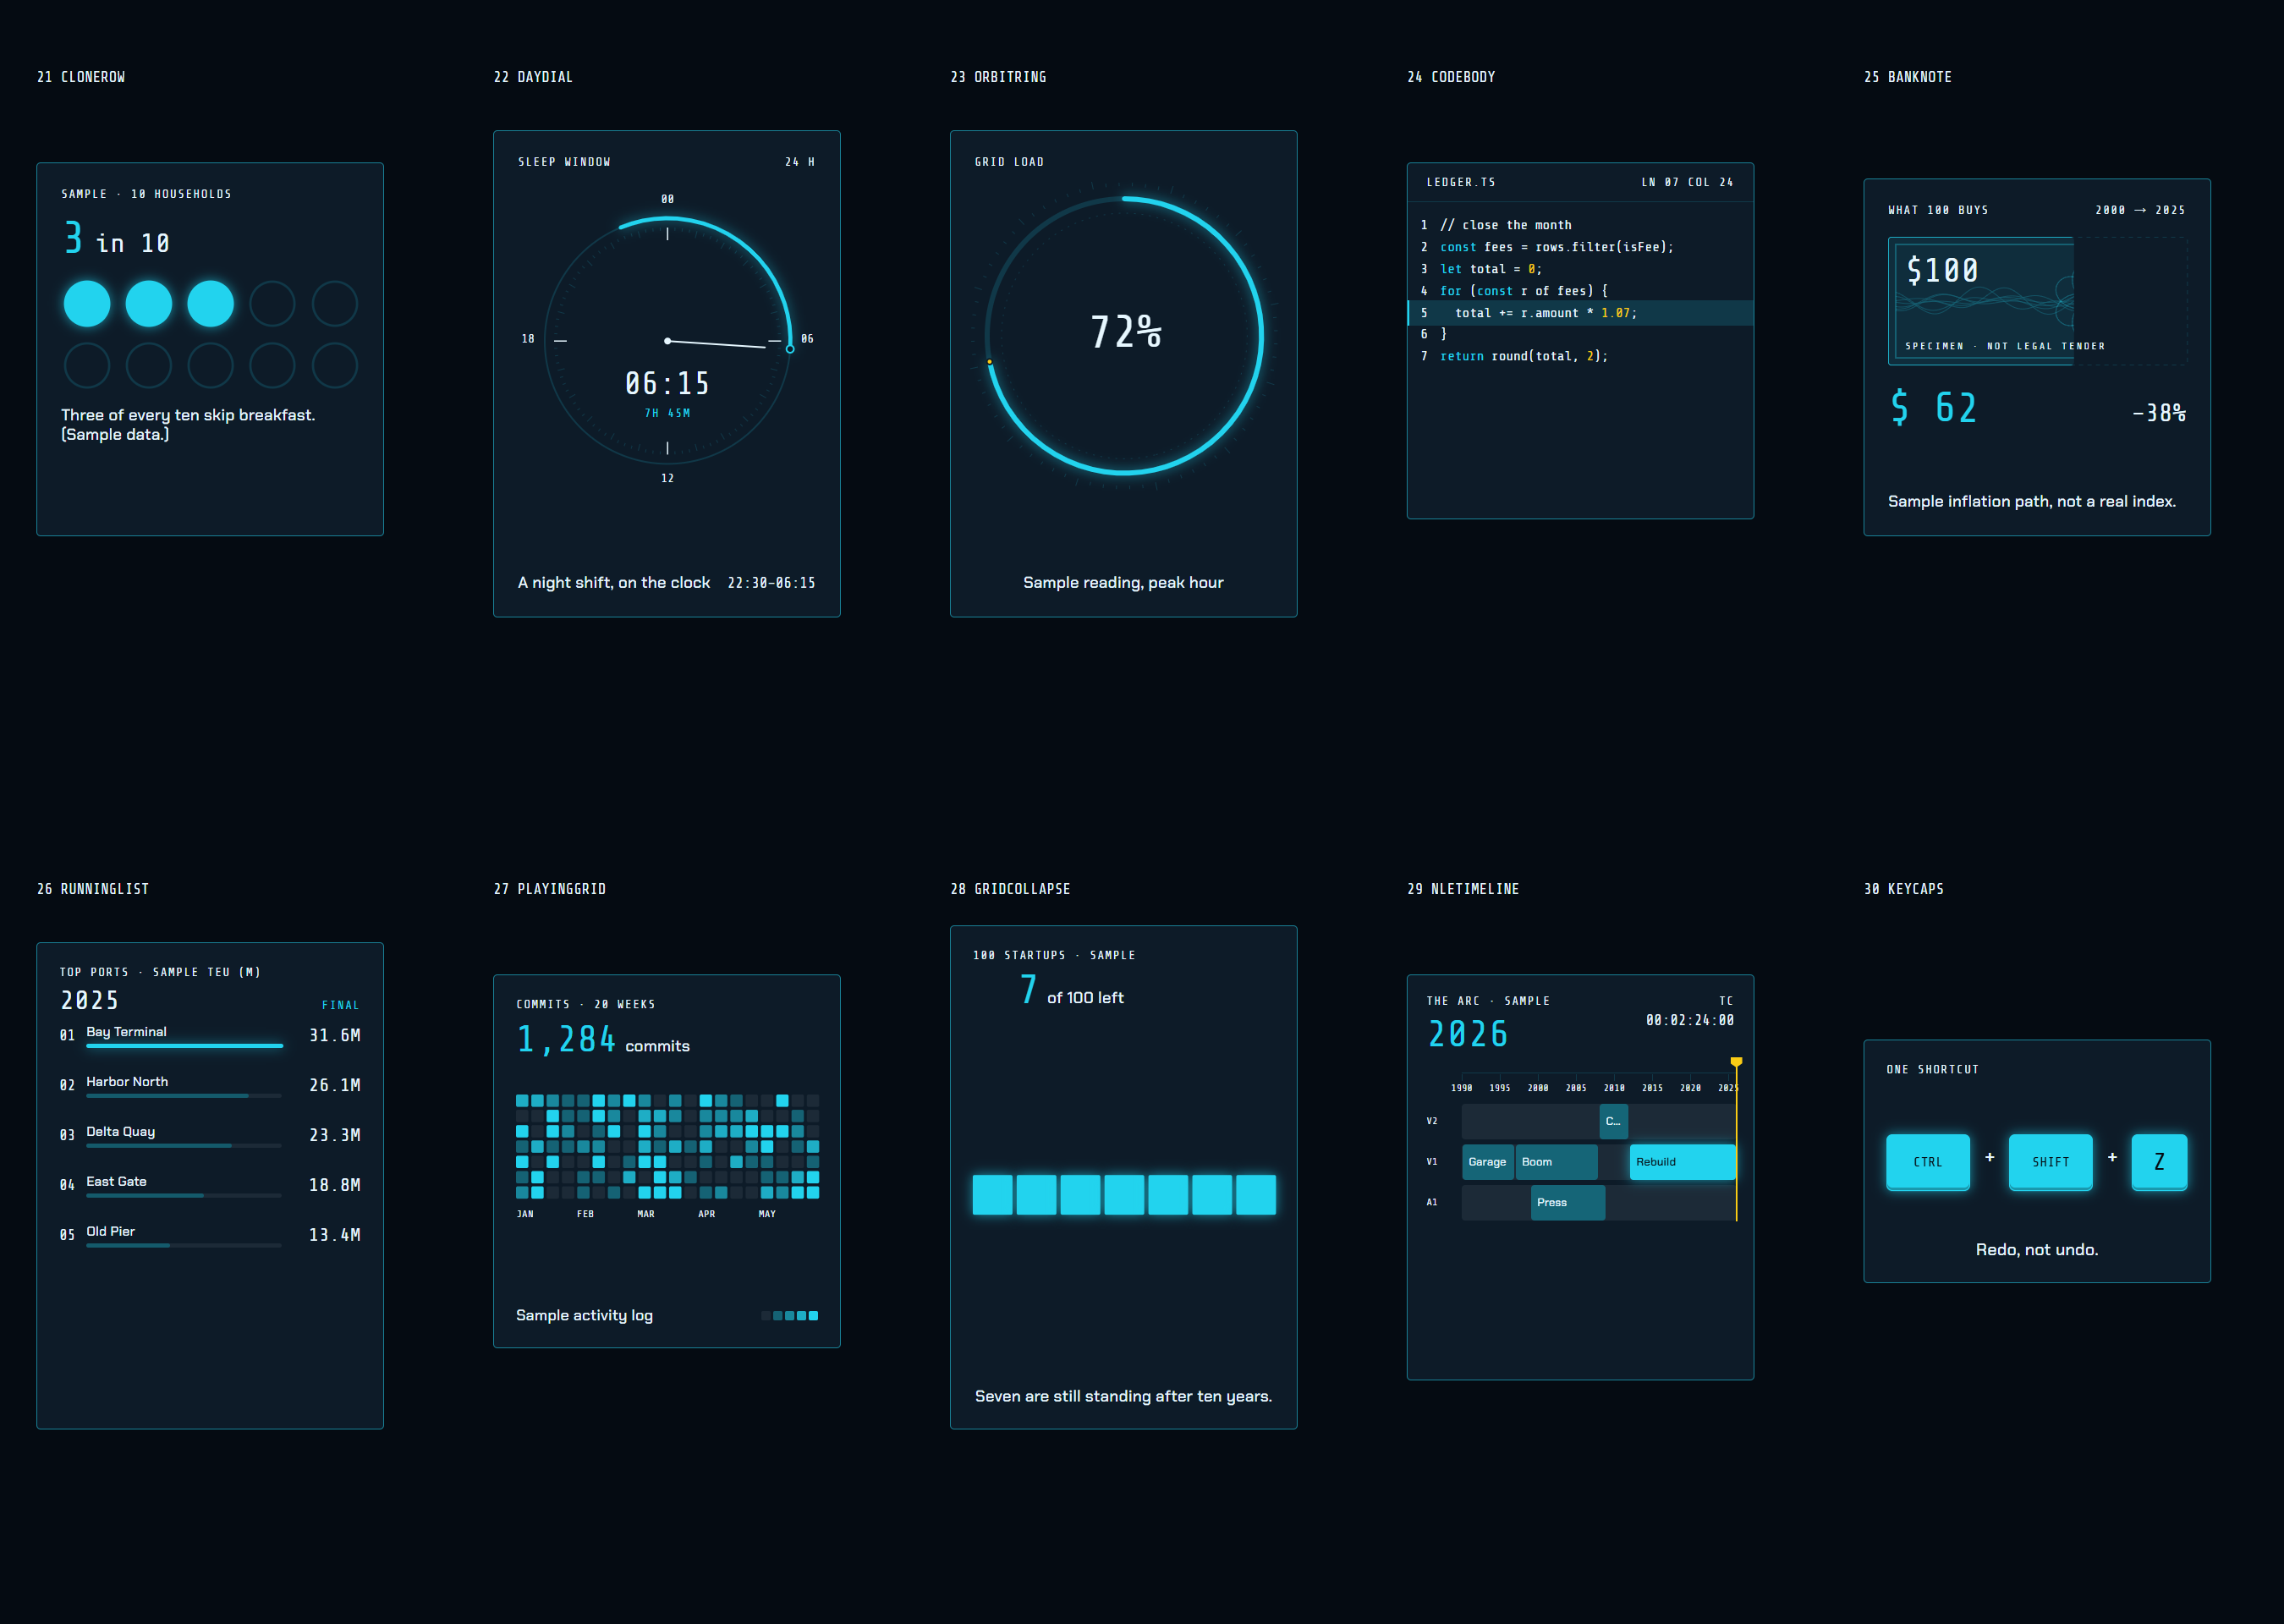 21 CLONEROW
SAMPLE · 10 HOUSEHOLDS
3 in 10
Three of every ten skip breakfast.
(Sample data.)
22 DAYDIAL
SLEEP WINDOW 24 H
00
18 06
06:15
7H 45M
12
A night shift, on the clock 22:30–06:15
23 ORBITRING
GRID LOAD
72%
Sample reading, peak hour
24 CODEBODY
LEDGER.TS LN 07 COL 24
1 // close the month
2 const fees = rows.filter(isFee);
3 let total = 0;
4 for (const r of fees) {
5 total += r.amount * 1.07;
6 }
7 return round(total, 2);
25 BANKNOTE
WHAT 100 BUYS 2000 → 2025
$100
SPECIMEN · NOT LEGAL TENDER
$ 62 −38%
Sample inflation path, not a real index.
26 RUNNINGLIST
TOP PORTS · SAMPLE TEU (M)
2025 FINAL
01 Bay Terminal 31.6M
02 Harbor North 26.1M
03 Delta Quay 23.3M
04 East Gate 18.8M
05 Old Pier 13.4M
27 PLAYINGGRID
COMMITS · 20 WEEKS
1,284 commits
JAN FEB MAR APR MAY
Sample activity log
28 GRIDCOLLAPSE
100 STARTUPS · SAMPLE
7 of 100 left
Seven are still standing after ten years.
29 NLETIMELINE
THE ARC · SAMPLE TC
2026 00:02:24:00
1990 1995 2000 2005 2010 2015 2020 2025
V2 C…
V1 Garage Boom Rebuild
A1 Press
30 KEYCAPS
ONE SHORTCUT
CTRL + SHIFT + Z
Redo, not undo.